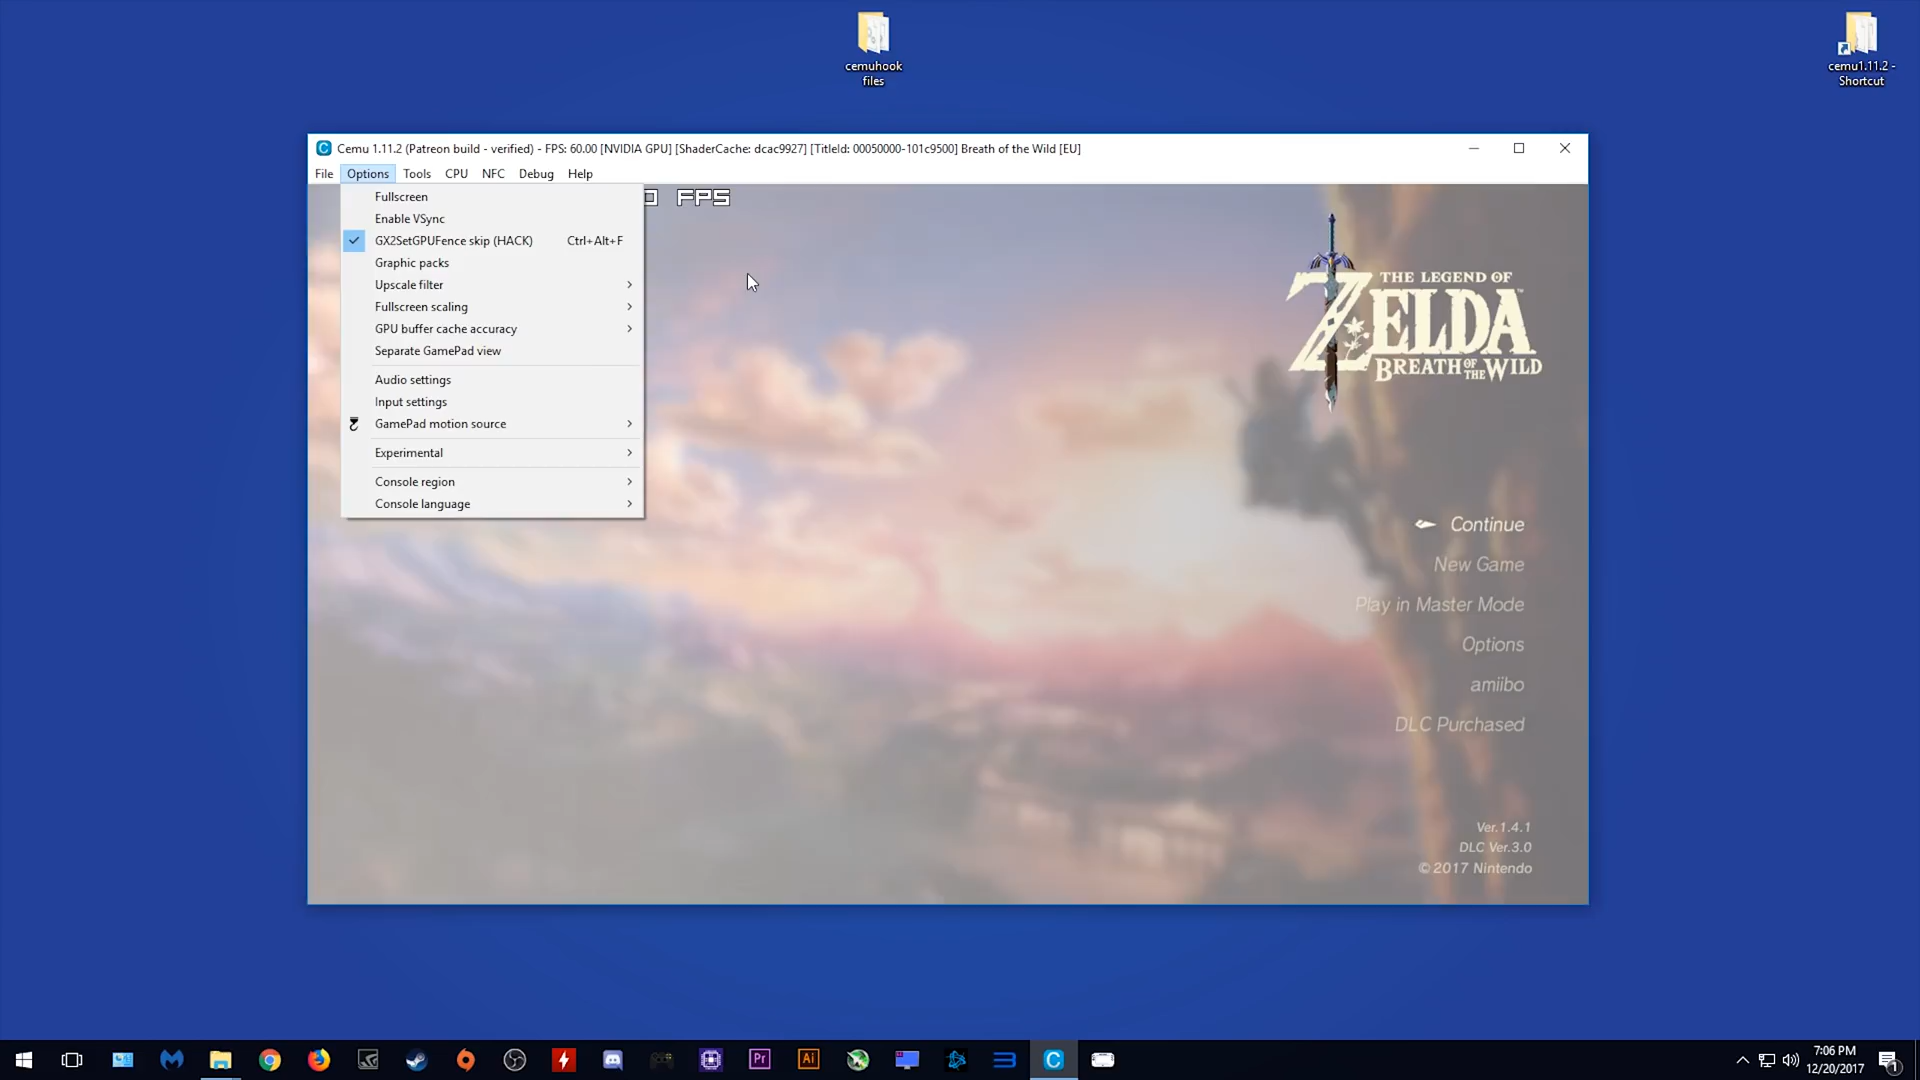 cemuhook
files
cemu1.11.2 -
Shortcut
Cemu 1.11.2 (Patreon build - verified) - FPS: 60.00 [NVIDIA GPU] [ShaderCache: dcac9927] [TitleId: 00050000-101c9500] Breath of the Wild [EU]
File Options Tools CPU NFC Debug Help
FPS
Fullscreen
Enable VSync
GX2SetGPUFence skip (HACK) Ctrl+Alt+F
Graphic packs
Upscale filter
Fullscreen scaling
GPU buffer cache accuracy
Separate GamePad view
Audio settings
Input settings
GamePad motion source
Experimental
Console region
Console language
THE LEGEND OF
ZELDA
BREATH OF THE WILD
Continue
New Game
Play in Master Mode
Options
amiibo
DLC Purchased
Ver.1.4.1
DLC Ver.3.0
© 2017 Nintendo
Pr
Ai
7:06 PM
12/20/2017
1